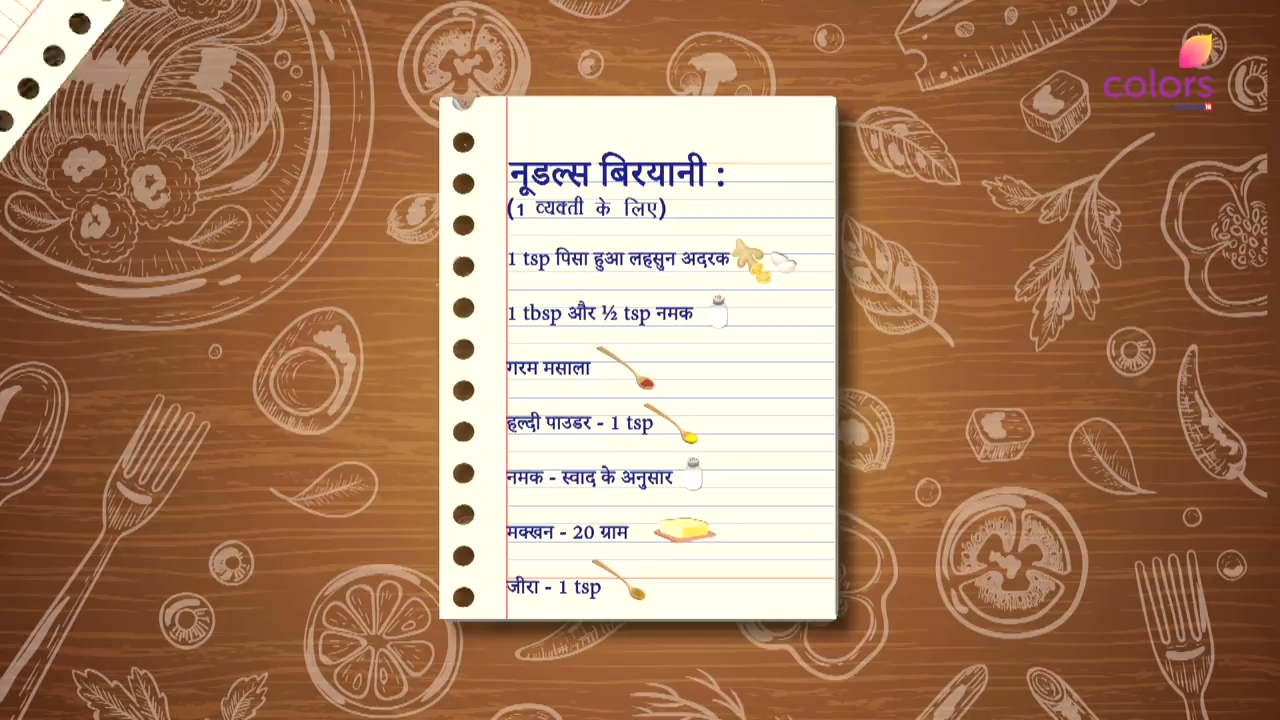 colors
नूडल्स बिरयानी :
(1 व्यक्ती के लिए)
1 tsp पिसा हुआ लहसुन अदरक
1 tbsp और ½ tsp नमक
गरम मसाला
हल्दी पाउडर - 1 tsp
नमक - स्वाद के अनुसार
मक्खन - 20 ग्राम
जीरा - 1 tsp